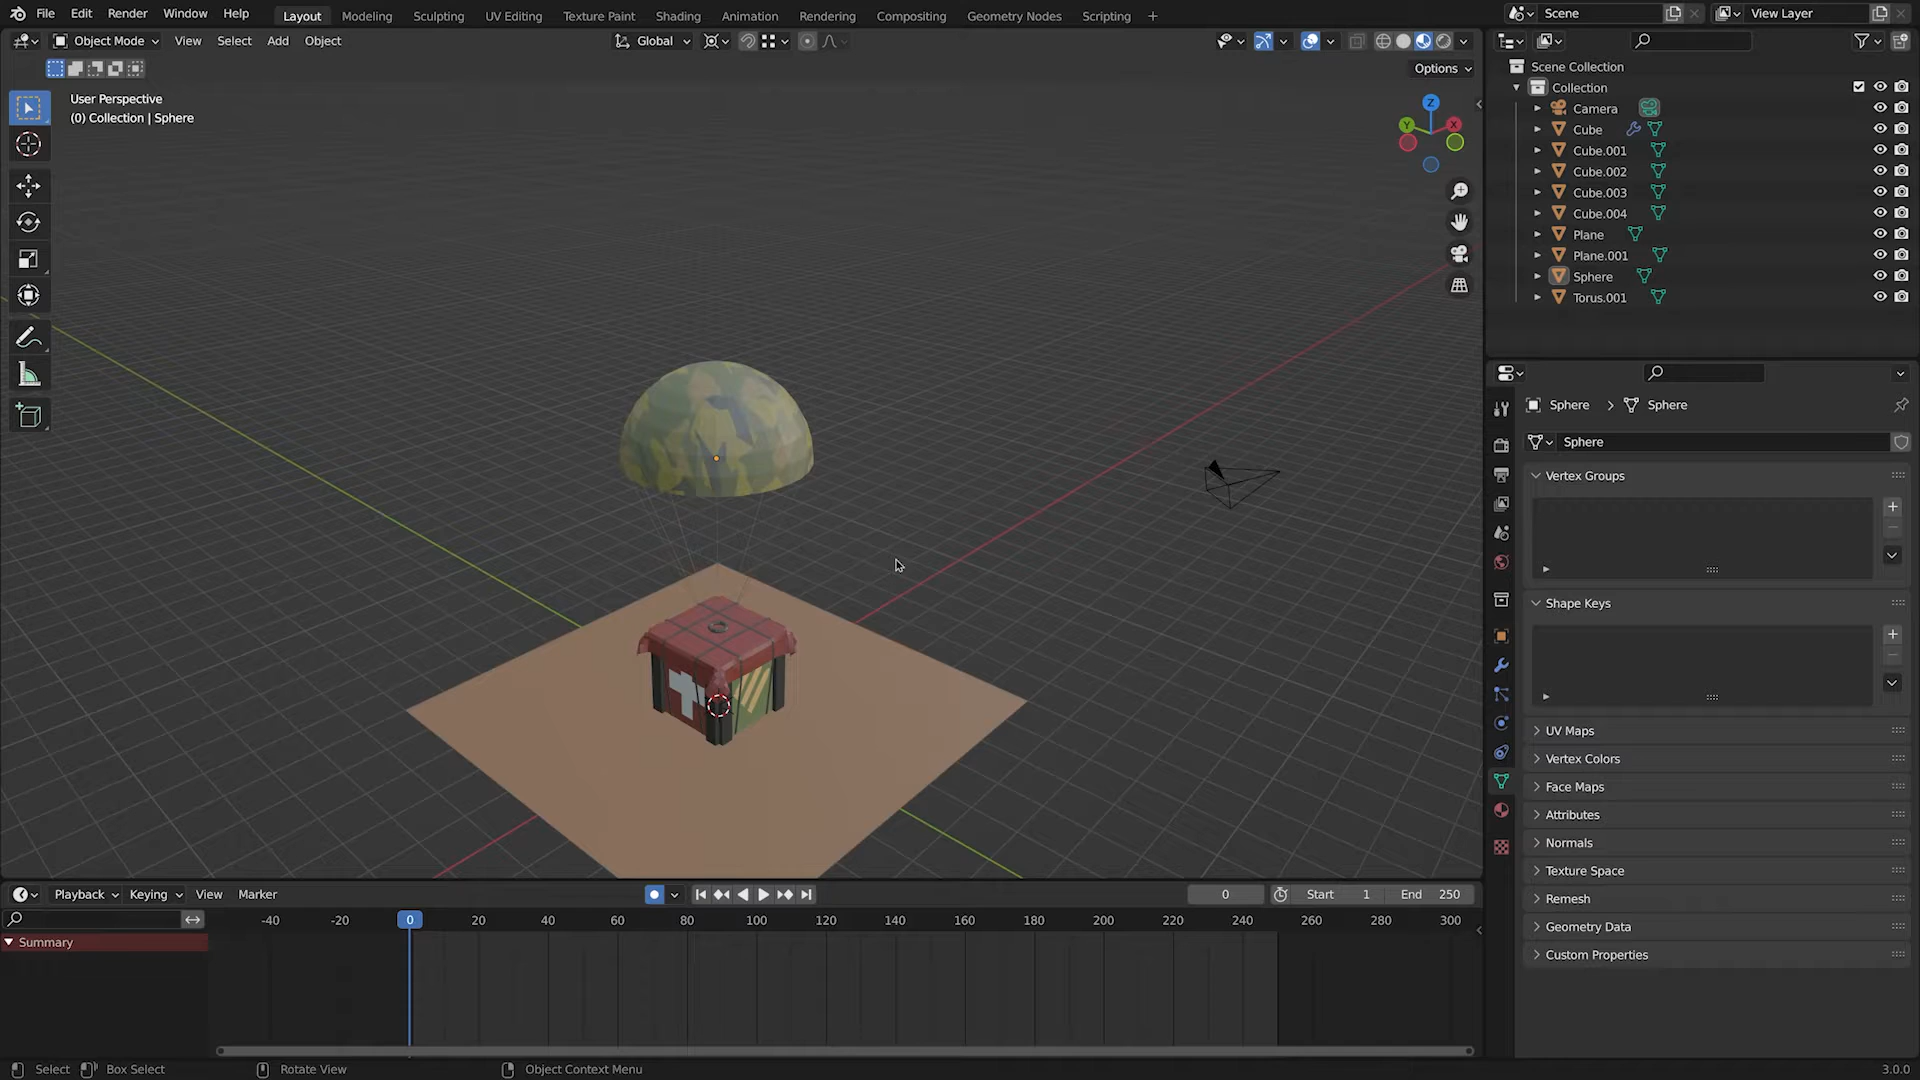 File Edit Render Window Help Layout Modeling Sculpting UV Editing Texture Paint Shading Animation Rendering Compositing Geometry Nodes Scripting + Scene View Layer
Object Mode View Select Add Object Global
Options
User Perspective
(0) Collection | Sphere
Z
Y
X
Scene Collection
Collection
Camera
Cube
Cube.001
Cube.002
Cube.003
Cube.004
Plane
Plane.001
Sphere
Torus.001
Sphere > Sphere
Sphere
Vertex Groups
Shape Keys
UV Maps
Vertex Colors
Face Maps
Attributes
Normals
Texture Space
Remesh
Geometry Data
Custom Properties
Playback Keying View Marker 0 Start 1 End 250
-40 -20 0 20 40 60 80 100 120 140 160 180 200 220 240 260 280 300
Summary
Select Box Select Rotate View Object Context Menu 3.0.0